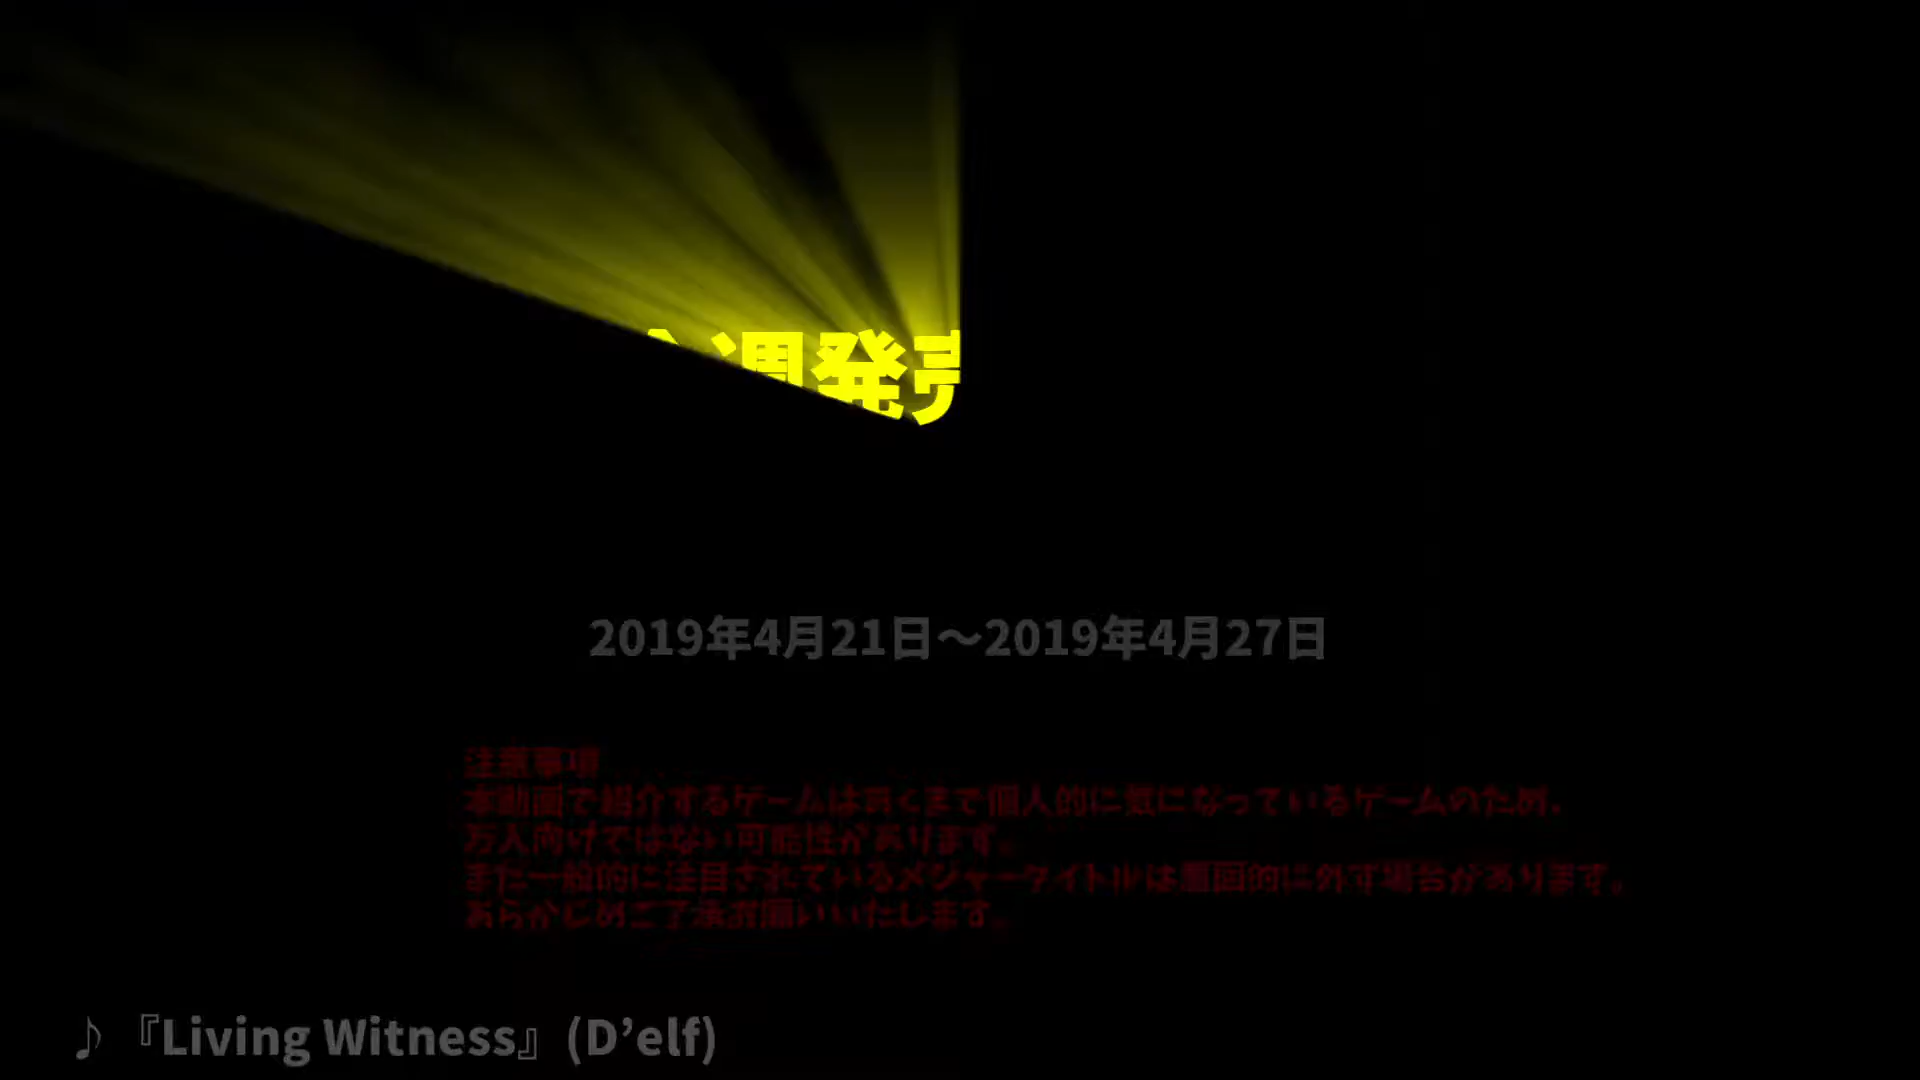 今週発売
2019年4月21日～2019年4月27日
注意事項
本動画で紹介するゲームはあくまで個人的に気になっているゲームのため、
万人向けではない可能性があります。
また一般的に注目されているメジャータイトルは意図的に外す場合があります。
あらかじめご了承お願いいたします。
♪『Living Witness』(D’elf)